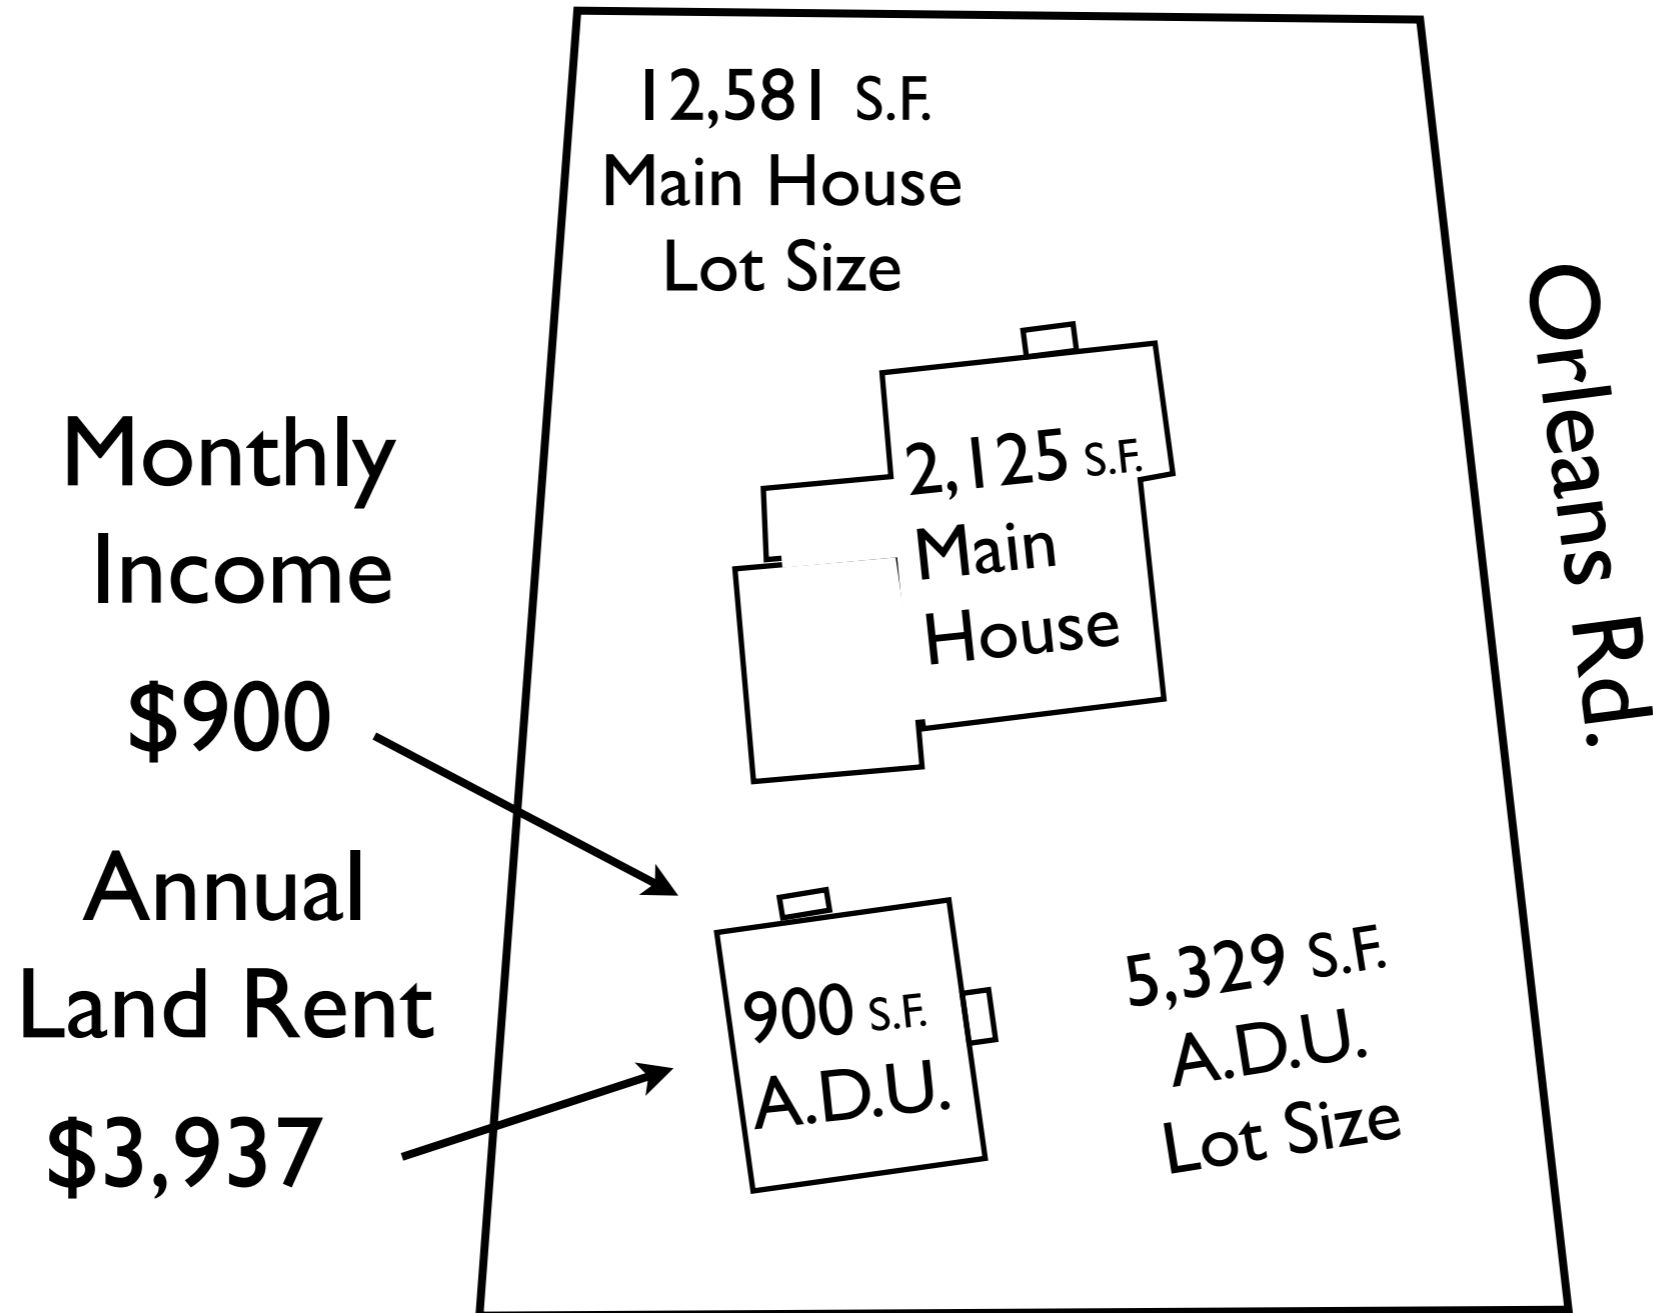 12,581 S.F.
Main House
Lot Size
Orleans Rd.
2,125 S.F.
Main
House
Monthly
Income
$900
Annual
Land Rent
$3,937
900 S.F.
A.D.U.
5,329 S.F.
A.D.U.
Lot Size